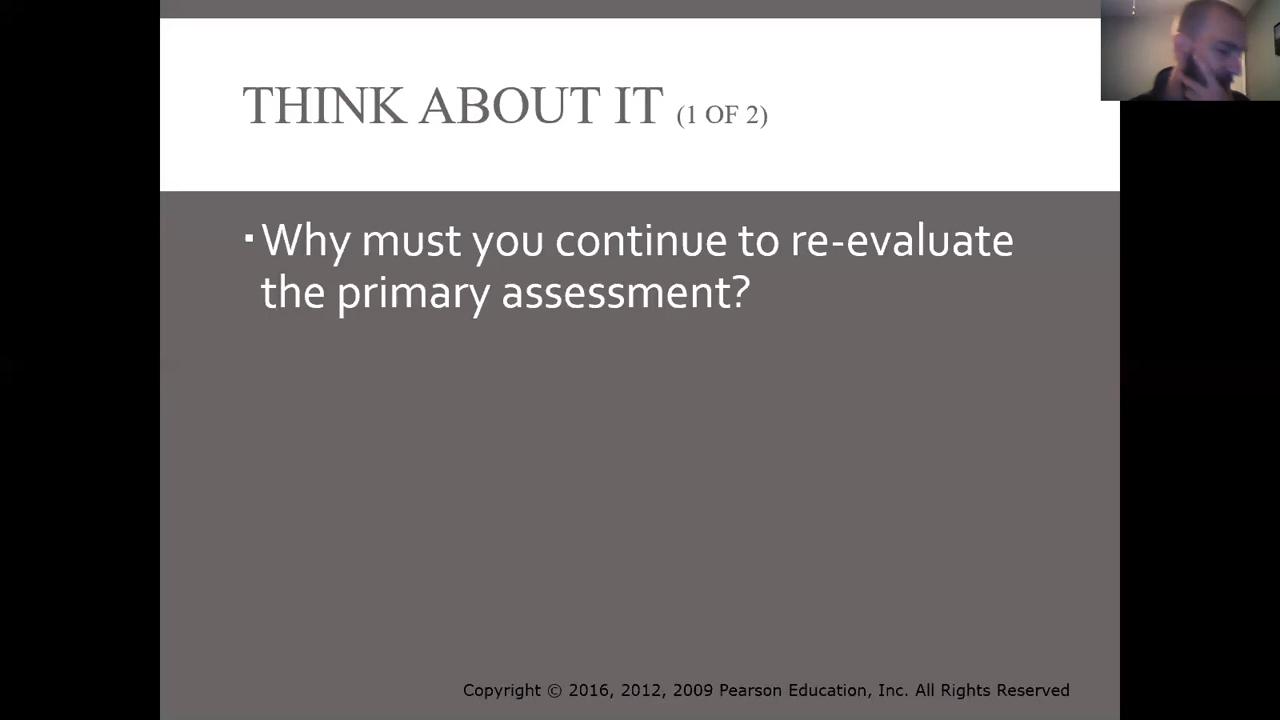 THINK ABOUT IT (1 OF 2)
▪ Why must you continue to re-evaluate
the primary assessment?
Copyright © 2016, 2012, 2009 Pearson Education, Inc. All Rights Reserved